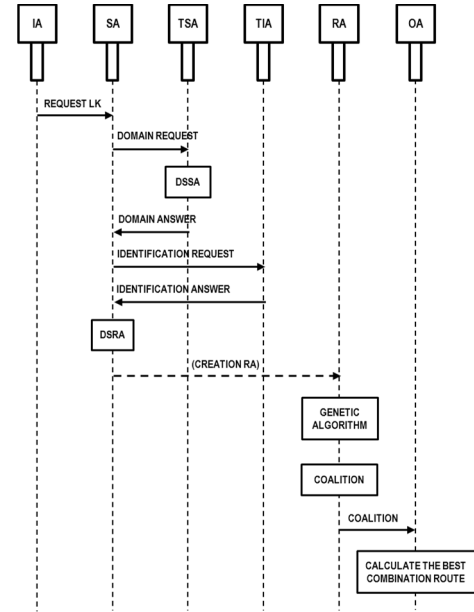 IA SA TSA TIA RA OA
REQUEST LK
DOMAIN REQUEST
DSSA
DOMAIN ANSWER
IDENTIFICATION REQUEST
IDENTIFICATION ANSWER
DSRA
(CREATION RA)
GENETIC
ALGORITHM
COALITION
COALITION
CALCULATE THE BEST
COMBINATION ROUTE